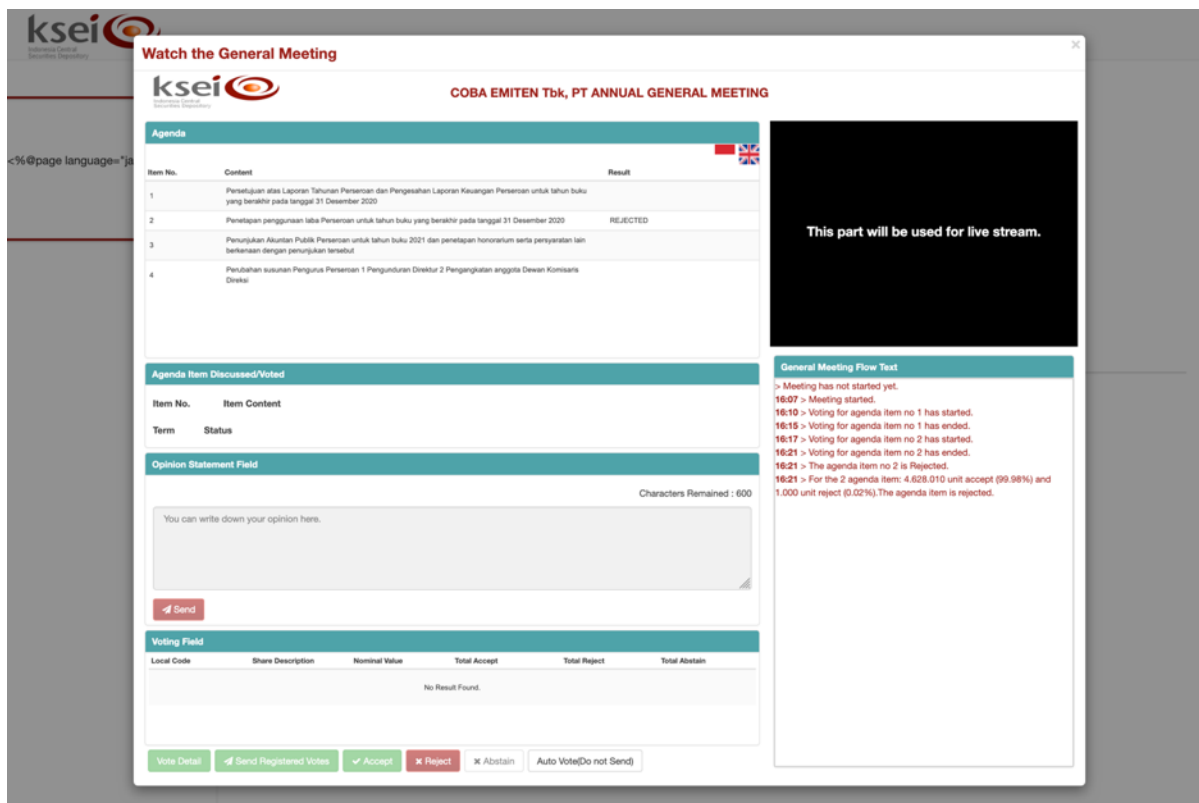 ksei
Indonesia Central
Securities Depository
<%@page language="ja
Watch the General Meeting
×
ksei
Indonesia Central
Securities Depository
COBA EMITEN Tbk, PT ANNUAL GENERAL MEETING
Agenda
Item No. Content Result
1 Persetujuan atas Laporan Tahunan Perseroan dan Pengesahan Laporan Keuangan Perseroan untuk tahun buku
yang berakhir pada tanggal 31 Desember 2020
2 Penetapan penggunaan laba Perseroan untuk tahun buku yang berakhir pada tanggal 31 Desember 2020 REJECTED
3 Penunjukan Akuntan Publik Perseroan untuk tahun buku 2021 dan penetapan honorarium serta persyaratan lain
berkenaan dengan penunjukan tersebut
4 Perubahan susunan Pengurus Perseroan 1 Pengunduran Direktur 2 Pengangkatan anggota Dewan Komisaris
Direksi
This part will be used for live stream.
Agenda Item Discussed/Voted
Item No. Item Content
Term Status
Opinion Statement Field
Characters Remained : 600
You can write down your opinion here.
Send
Voting Field
Local Code Share Description Nominal Value Total Accept Total Reject Total Abstain
No Result Found.
Vote Detail Send Registered Votes Accept Reject Abstain Auto Vote(Do not Send)
General Meeting Flow Text
> Meeting has not started yet.
16:07 > Meeting started.
16:10 > Voting for agenda item no 1 has started.
16:15 > Voting for agenda item no 1 has ended.
16:17 > Voting for agenda item no 2 has started.
16:21 > Voting for agenda item no 2 has ended.
16:21 > The agenda item no 2 is Rejected.
16:21 > For the 2 agenda item: 4.628.010 unit accept (99.98%) and
1.000 unit reject (0.02%).The agenda item is rejected.